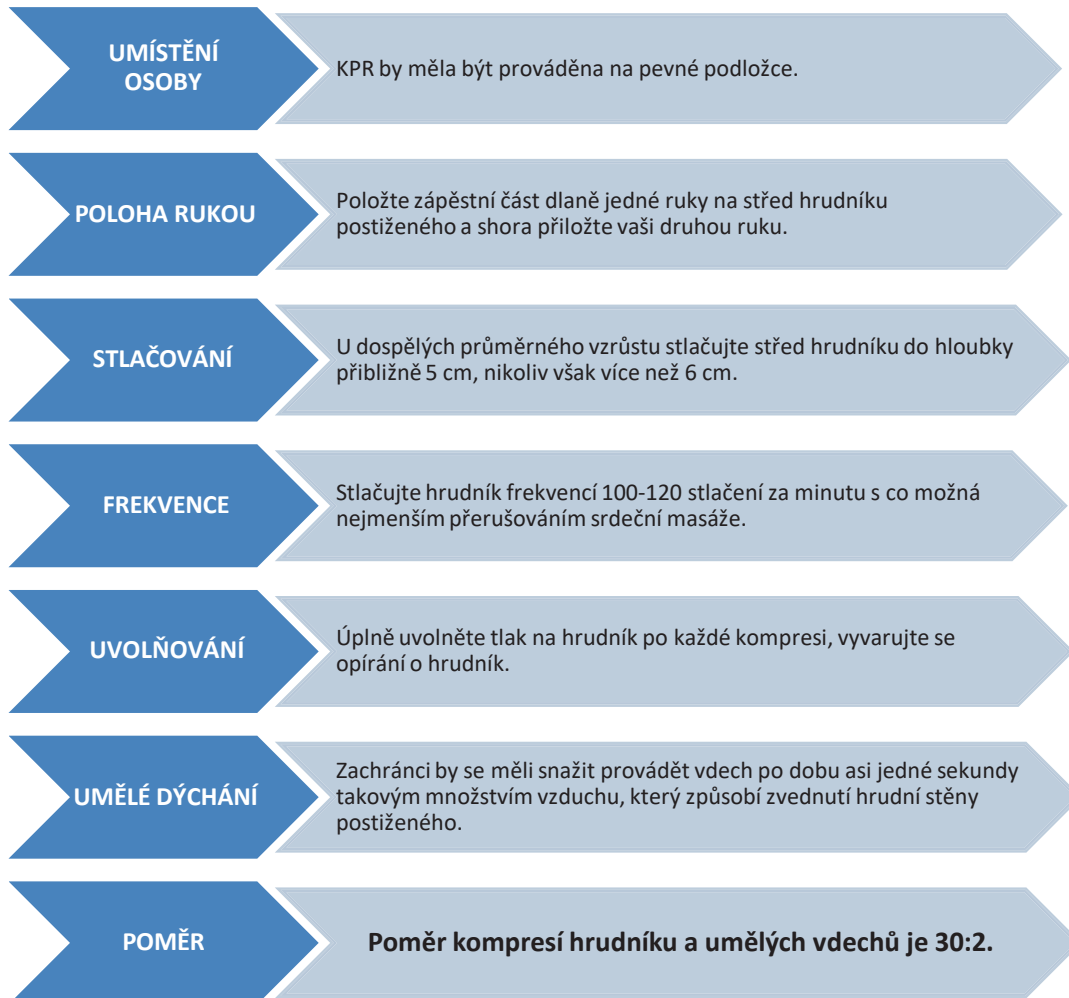 UMÍSTĚNÍ
OSOBY
KPR by měla být prováděna na pevné podložce.
POLOHA RUKOU
Položte zápěstní část dlaně jedné ruky na střed hrudníku
postiženého a shora přiložte vaši druhou ruku.
STLAČOVÁNÍ
U dospělých průměrného vzrůstu stlačujte střed hrudníku do hloubky
přibližně 5 cm, nikoliv však více než 6 cm.
FREKVENCE
Stlačujte hrudník frekvencí 100-120 stlačení za minutu s co možná
nejmenším přerušováním srdeční masáže.
UVOLŇOVÁNÍ
Úplně uvolněte tlak na hrudník po každé kompresi, vyvarujte se
opírání o hrudník.
UMĚLÉ DÝCHÁNÍ
Zachránci by se měli snažit provádět vdech po dobu asi jedné sekundy
takovým množstvím vzduchu, který způsobí zvednutí hrudní stěny
postiženého.
POMĚR
Poměr kompresí hrudníku a umělých vdechů je 30:2.